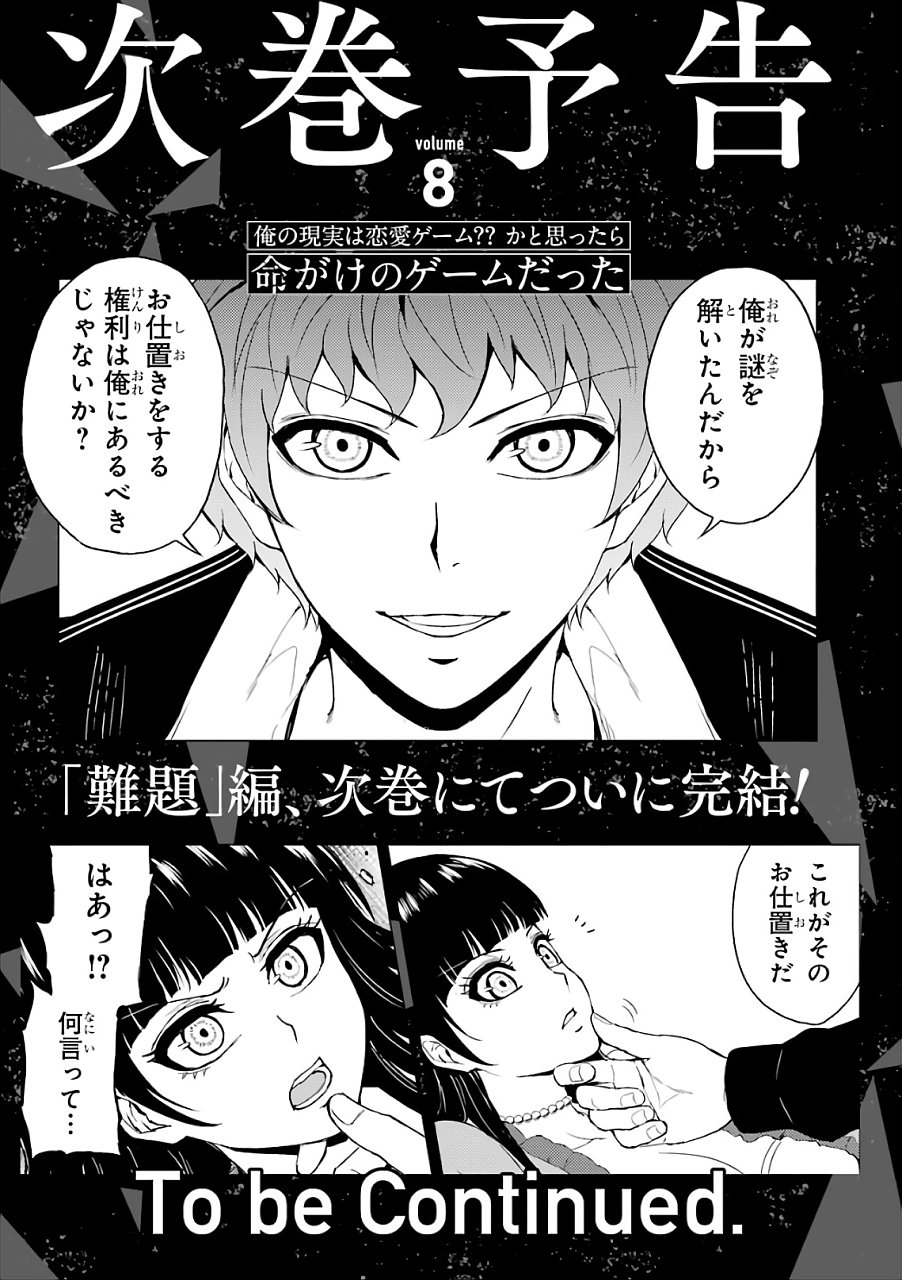 次巻予告
volume
8
俺の現実は恋愛ゲーム?? かと思ったら
命がけのゲームだった
俺が謎を
解いたんだから
お仕置きをする
権利は俺にあるべき
じゃないか?
「難題」編、次巻にてついに完結!
これがその
お仕置きだ
はあっ!?
何言って…
To be Continued.